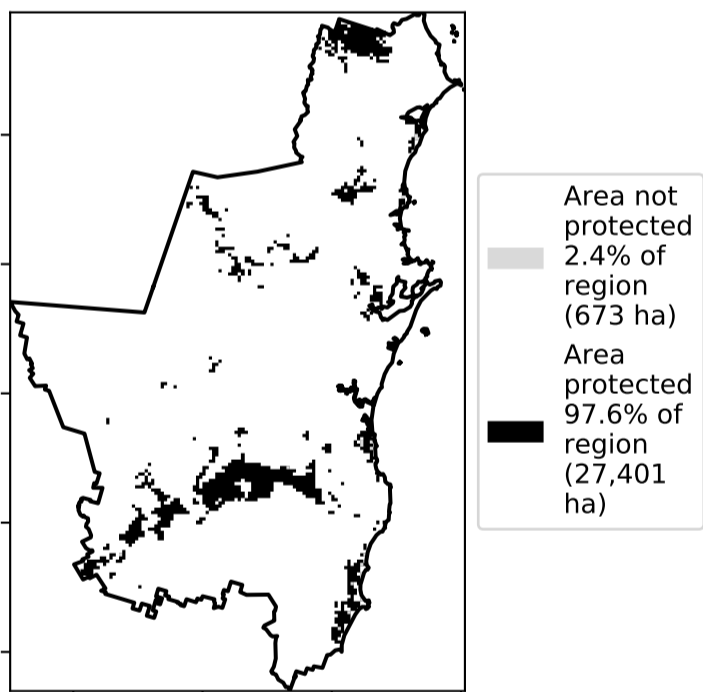 Area not
protected
2.4% of
region
(673 ha)
Area
protected
97.6% of
region
(27,401
ha)